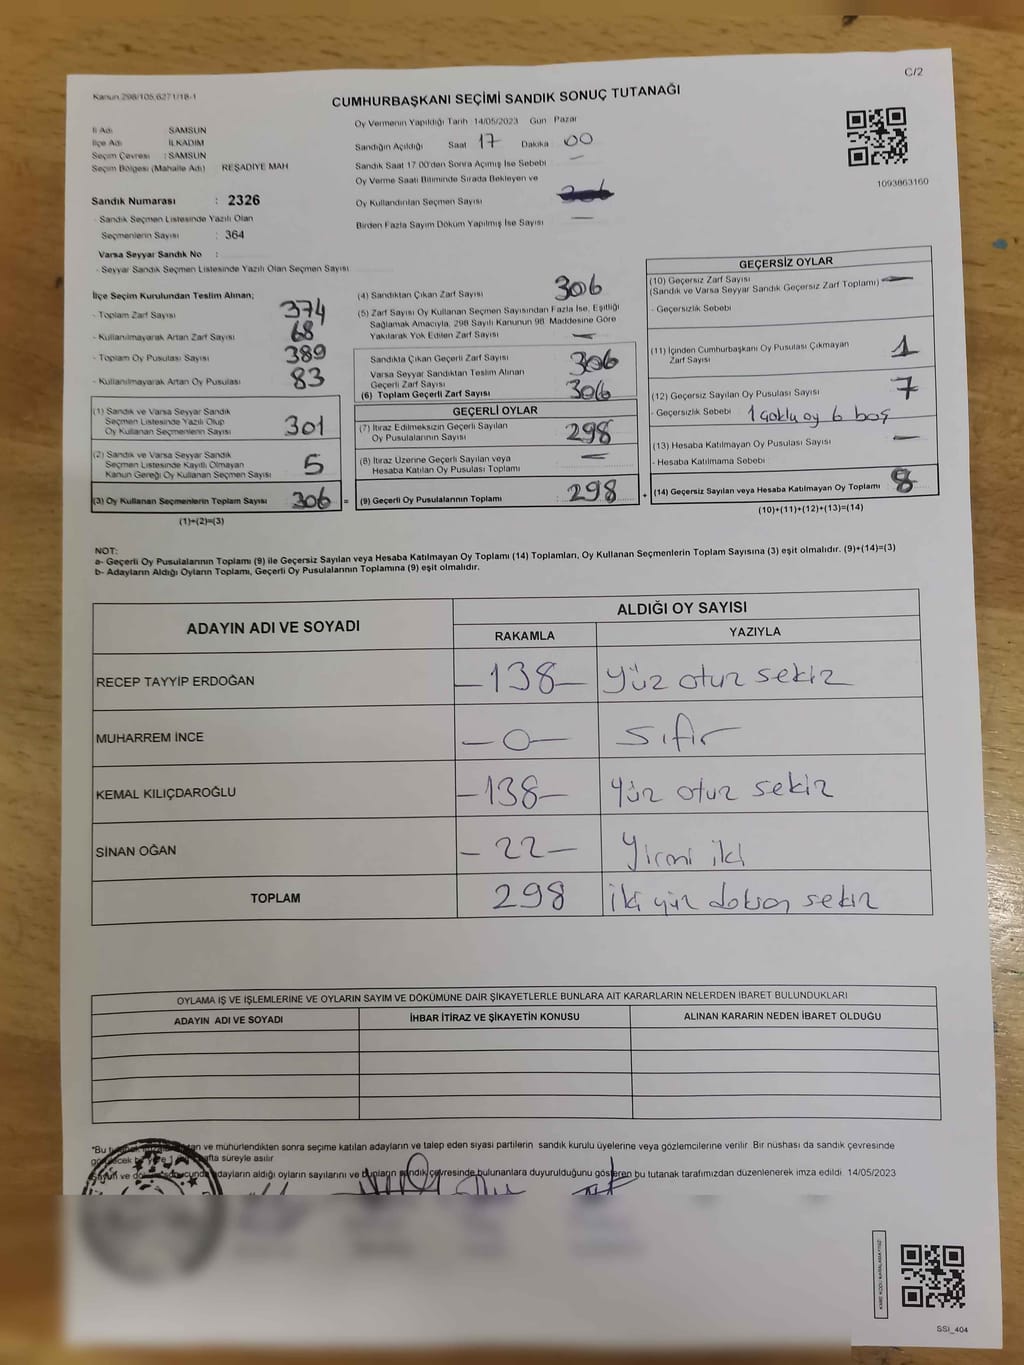 C/2
Kanun 298/105,6271/18-1
CUMHURBAŞKANI SEÇİMİ SANDIK SONUÇ TUTANAĞI
İl Adı SAMSUN
İlçe Adı İLKADIM
Seçim Çevresi : SAMSUN
Seçim Bölgesi (Mahalle Adı) REŞADİYE MAH
Oy Vermenin Yapıldığı Tarih 14/05/2023 Gün Pazar
Sandığın Açıldığı Saat 17 Dakika 00
Sandık Saat 17.00'den Sonra Açılmış İse Sebebi —
Oy Verme Saati Bitiminde Sırada Bekleyen ve
Oy Kullandırılan Seçmen Sayısı
Birden Fazla Sayım Döküm Yapılmış İse Sayısı —
1093863160
Sandık Numarası : 2326
- Sandık Seçmen Listesinde Yazılı Olan
Seçmenlerin Sayısı : 364
Varsa Seyyar Sandık No :
- Seyyar Sandık Seçmen Listesinde Yazılı Olan Seçmen Sayısı
İlçe Seçim Kurulundan Teslim Alınan;
- Toplam Zarf Sayısı 374
- Kullanılmayarak Artan Zarf Sayısı 68
- Toplam Oy Pusulası Sayısı 389
- Kullanılmayarak Artan Oy Pusulası 83
(1) Sandık ve Varsa Seyyar Sandık
Seçmen Listesinde Yazılı Olup
Oy Kullanan Seçmenlerin Sayısı 301
(2) Sandık ve Varsa Seyyar Sandık
Seçmen Listesinde Kayıtlı Olmayan
Kanun Gereği Oy Kullanan Seçmen Sayısı 5
(3) Oy Kullanan Seçmenlerin Toplam Sayısı 306 =
(1)+(2)=(3)
(4) Sandıktan Çıkan Zarf Sayısı 306
(5) Zarf Sayısı Oy Kullanan Seçmen Sayısından Fazla İse, Eşitliği
Sağlamak Amacıyla, 298 Sayılı Kanunun 98. Maddesine Göre
Yakılarak Yok Edilen Zarf Sayısı —
Sandıkta Çıkan Geçerli Zarf Sayısı 306
Varsa Seyyar Sandıktan Teslim Alınan
Geçerli Zarf Sayısı
(6) Toplam Geçerli Zarf Sayısı 306
GEÇERLİ OYLAR
(7) İtiraz Edilmeksizin Geçerli Sayılan
Oy Pusulalarının Sayısı 298
(8) İtiraz Üzerine Geçerli Sayılan veya
Hesaba Katılan Oy Pusulası Toplamı —
(9) Geçerli Oy Pusulalarının Toplamı : 298 +
GEÇERSİZ OYLAR
(10) Geçersiz Zarf Sayısı
(Sandık ve Varsa Seyyar Sandık Geçersiz Zarf Toplamı) —
- Geçersizlik Sebebi
(11) İçinden Cumhurbaşkanı Oy Pusulası Çıkmayan
Zarf Sayısı 1
(12) Geçersiz Sayılan Oy Pusulası Sayısı 7
- Geçersizlik Sebebi 1 çoklu oy 6 boş
(13) Hesaba Katılmayan Oy Pusulası Sayısı —
- Hesaba Katılmama Sebebi
(14) Geçersiz Sayılan veya Hesaba Katılmayan Oy Toplamı 8
(10)+(11)+(12)+(13)=(14)
NOT:
a- Geçerli Oy Pusulalarının Toplamı (9) ile Geçersiz Sayılan veya Hesaba Katılmayan Oy Toplamı (14) Toplamları, Oy Kullanan Seçmenlerin Toplam Sayısına (3) eşit olmalıdır. (9)+(14)=(3)
b- Adayların Aldığı Oyların Toplamı, Geçerli Oy Pusulalarının Toplamına (9) eşit olmalıdır.
ADAYIN ADI VE SOYADI
ALDIĞI OY SAYISI
RAKAMLA YAZIYLA
RECEP TAYYİP ERDOĞAN —138— Yüz otuz sekiz
MUHARREM İNCE —0— Sıfır
KEMAL KILIÇDAROĞLU —138— Yüz otuz sekiz
SİNAN OĞAN —22— Yirmi iki
TOPLAM 298 iki yüz doksan sekiz
OYLAMA İŞ VE İŞLEMLERİNE VE OYLARIN SAYIM VE DÖKÜMÜNE DAİR ŞİKAYETLERLE BUNLARA AİT KARARLARIN NELERDEN İBARET BULUNDUKLARI
ADAYIN ADI VE SOYADI İHBAR İTİRAZ VE ŞİKAYETİN KONUSU ALINAN KARARIN NEDEN İBARET OLDUĞU
"Bu ve mühürlendikten sonra seçime katılan adayların ve talep eden siyasi partilerin sandık kurulu üyelerine veya gözlemcilerine verilir. Bir nüshası da sandık çevresinde
süreyle asılır
Sayım ve adayların aldığı oyların sayılarını ve bunların sandık çevresinde bulunanlara duyurulduğunu gösteren bu tutanak tarafımızdan düzenlenerek imza edildi 14/05/2023
SSI_404